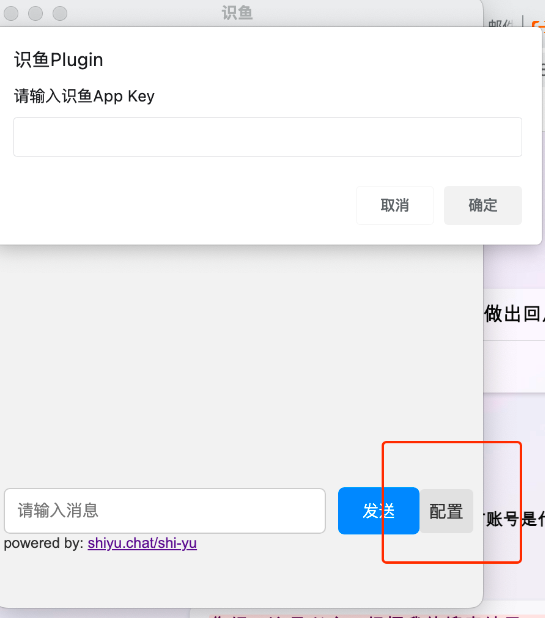 识鱼
邮件
识鱼Plugin
请输入识鱼App Key
取消
确定
做出回
请输入消息
发送
配置
账号是
powered by: shiyu.chat/shi-yu